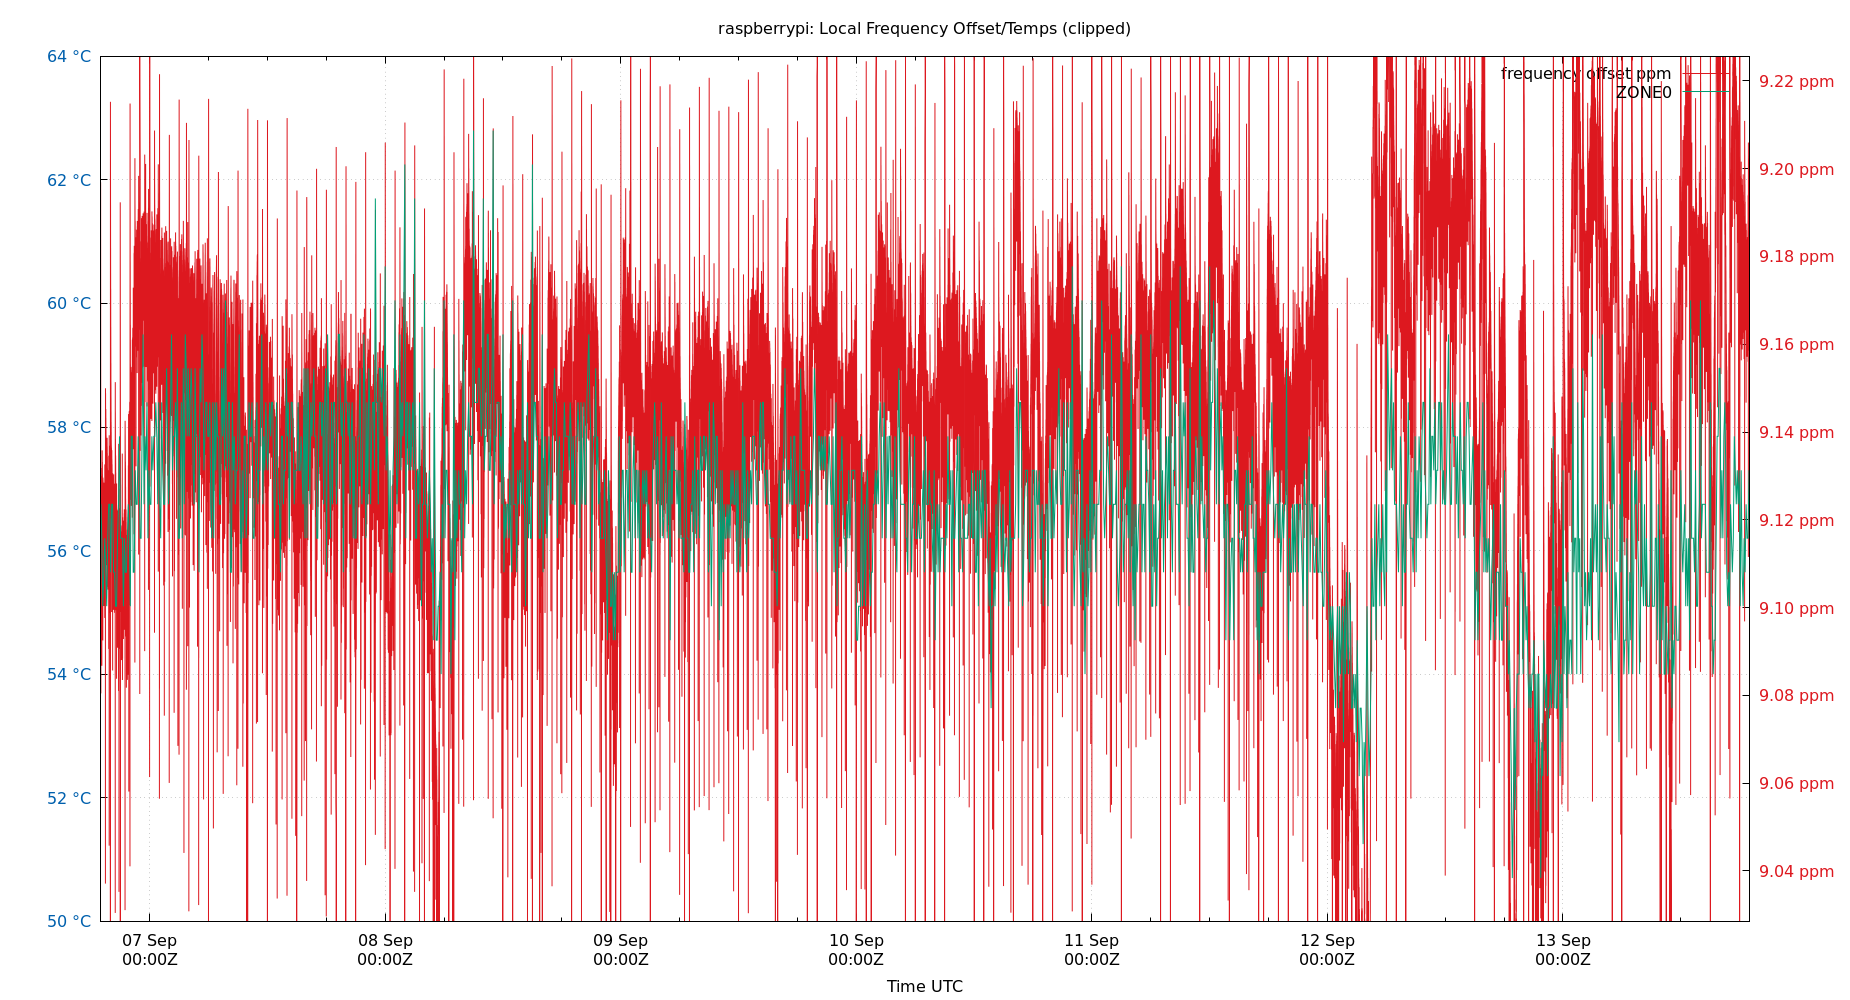 raspberrypi: Local Frequency Offset/Temps (clipped)
64 °C
62 °C
60 °C
58 °C
56 °C
54 °C
52 °C
50 °C
frequency offset ppm
ZONE0
9.22 ppm
9.20 ppm
9.18 ppm
9.16 ppm
9.14 ppm
9.12 ppm
9.10 ppm
9.08 ppm
9.06 ppm
9.04 ppm
07 Sep 08 Sep 09 Sep 10 Sep 11 Sep 12 Sep 13 Sep
00:00Z 00:00Z 00:00Z 00:00Z 00:00Z 00:00Z 00:00Z
Time UTC